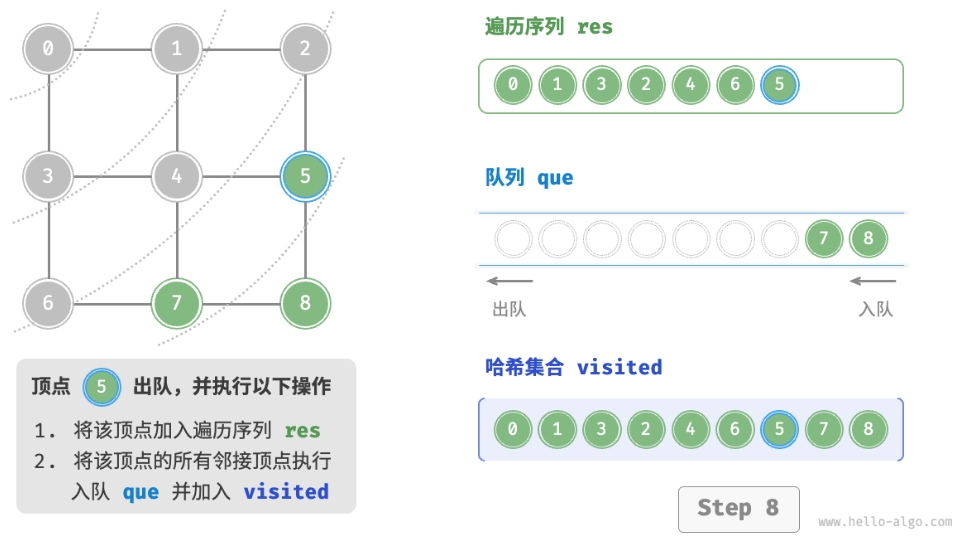 0 1 2
3 4 5
6 7 8
顶点 5 出队，并执行以下操作
1. 将该顶点加入遍历序列 res
2. 将该顶点的所有邻接顶点执行
入队 que 并加入 visited
遍历序列 res
0 1 3 2 4 6 5
队列 que
7 8
出队 入队
哈希集合 visited
0 1 3 2 4 6 5 7 8
Step 8
www.hello-algo.com